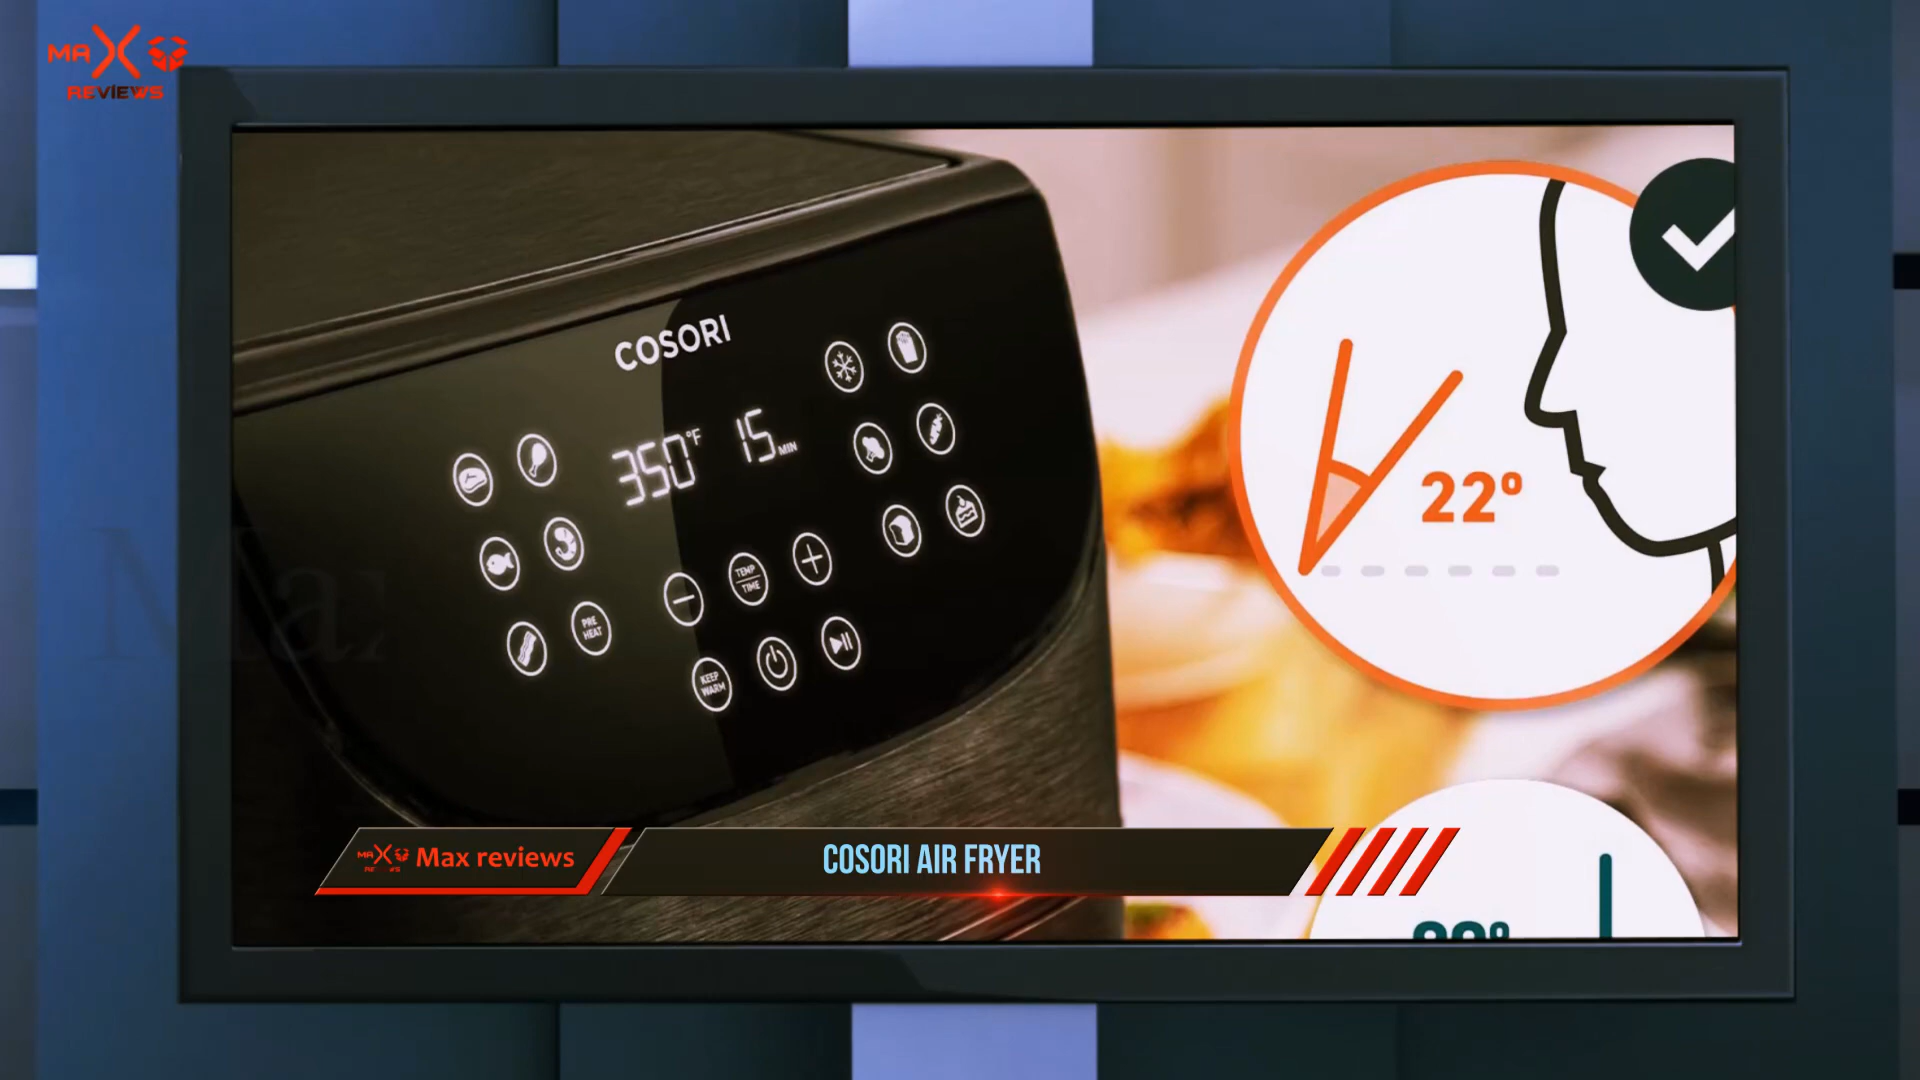 MAX
REVIEWS
COSORI
350°F 15 MIN
PRE
HEAT
TEMP
TIME
KEEP
WARM
22°
Max reviews
COSORI AIR FRYER